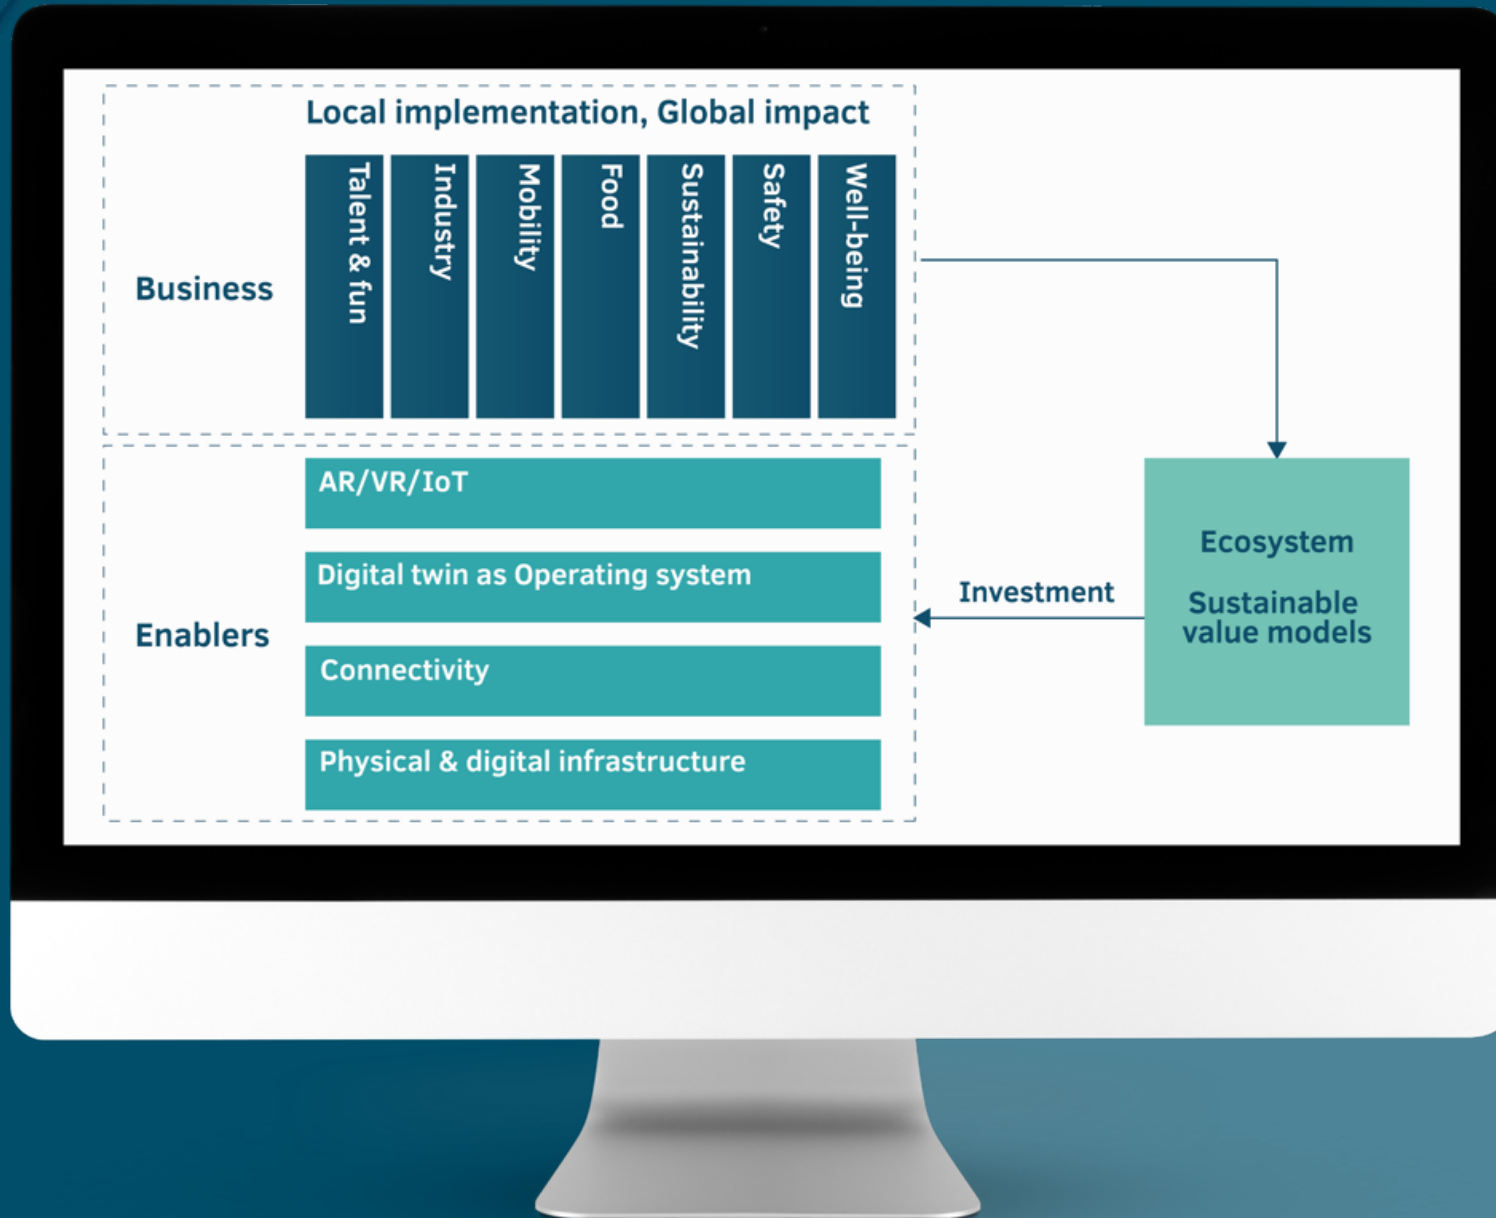 Local implementation, Global impact
Business
Talent & fun
Industry
Mobility
Food
Sustainability
Safety
Well-being
Enablers
AR/VR/IoT
Digital twin as Operating system
Connectivity
Physical & digital infrastructure
Investment
Ecosystem
Sustainable
value models